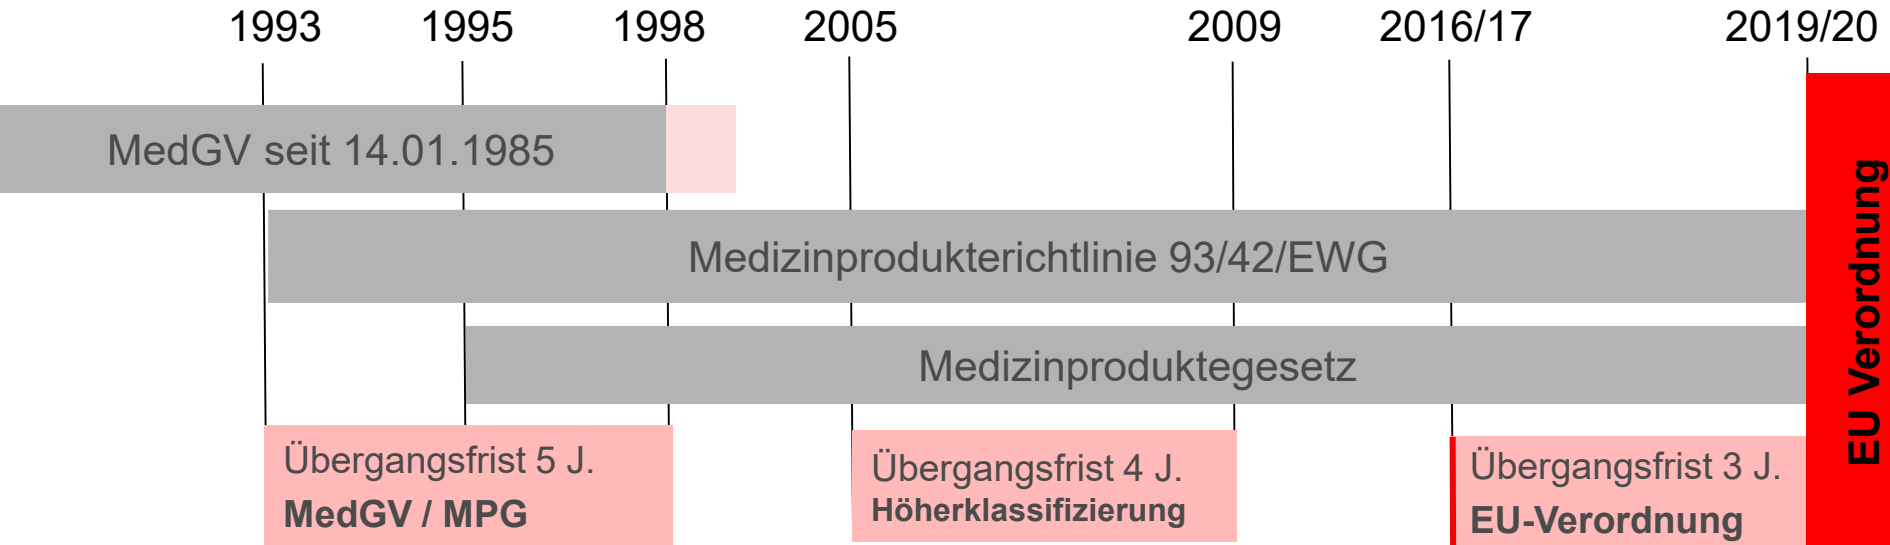 1993 1995 1998 2005 2009 2016/17 2019/20
MedGV seit 14.01.1985
Medizinprodukterichtlinie 93/42/EWG
Medizinproduktegesetz
EU Verordnung
Übergangsfrist 5 J.
MedGV / MPG
Übergangsfrist 4 J.
Höherklassifizierung
Übergangsfrist 3 J.
EU-Verordnung